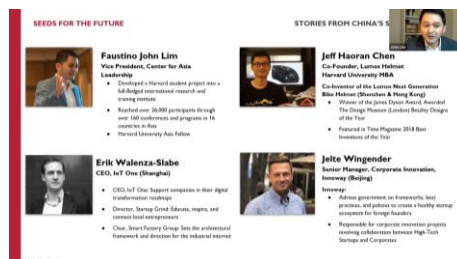 SEEDS FOR THE FUTURE
STORIES FROM CHINA'S S
Faustino John Lim
Vice President, Center for Asia
Leadership
• Developed a Harvard student project into a
full-fledged international research and
training institute
• Reached over 26,000 participants through
over 160 conferences and programs in 16
countries in Asia
• Harvard University Asia Fellow
Jeff Haoran Chen
Co-Founder, Lumos Helmet
Harvard University MBA
Co-Inventor of the Lumos Next Generation
Bike Helmet (Shenzhen & Hong Kong)
• Winner of the James Dyson Award, Awarded
The Design Museum (London) Beazley Designs
of the Year
• Featured in Time Magazine 2018 Best
Inventions of the Year
Erik Walenza-Slabe
CEO, IoT One (Shanghai)
• CEO, IoT One: Support companies in their digital
transformation roadmaps
• Director, Startup Grind: Educate, inspire, and
connect local entrepreneurs
• Chair, Smart Factory Group: Sets the architectural
framework and direction for the industrial internet
Jelte Wingender
Senior Manager, Corporate Innovation,
Innoway (Beijing)
Innoway:
• Advises government on frameworks, best
practices, and policies to create a healthy startup
ecosystem for foreign founders
• Responsible for corporate innovation projects
involving collaboration between High-Tech
Startups and Corporates